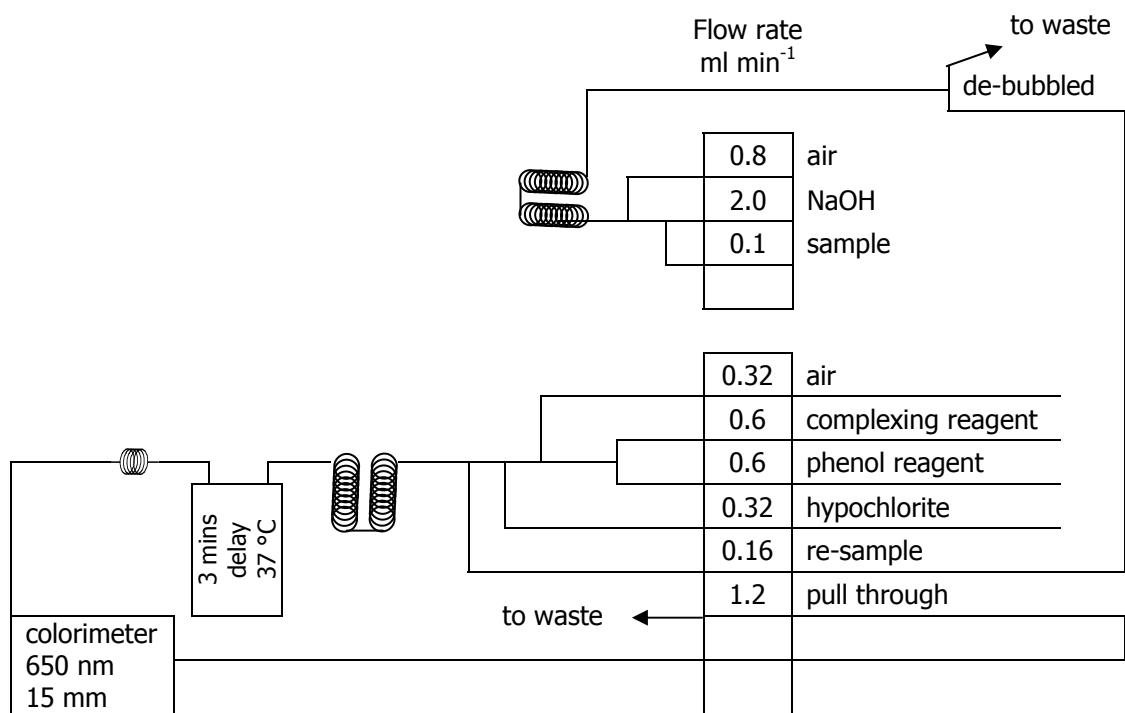 Flow rate
ml min⁻¹
to waste
de-bubbled
0.8 air
2.0 NaOH
0.1 sample
0.32 air
0.6 complexing reagent
0.6 phenol reagent
0.32 hypochlorite
0.16 re-sample
1.2 pull through
3 mins
delay
37 °C
to waste
colorimeter
650 nm
15 mm